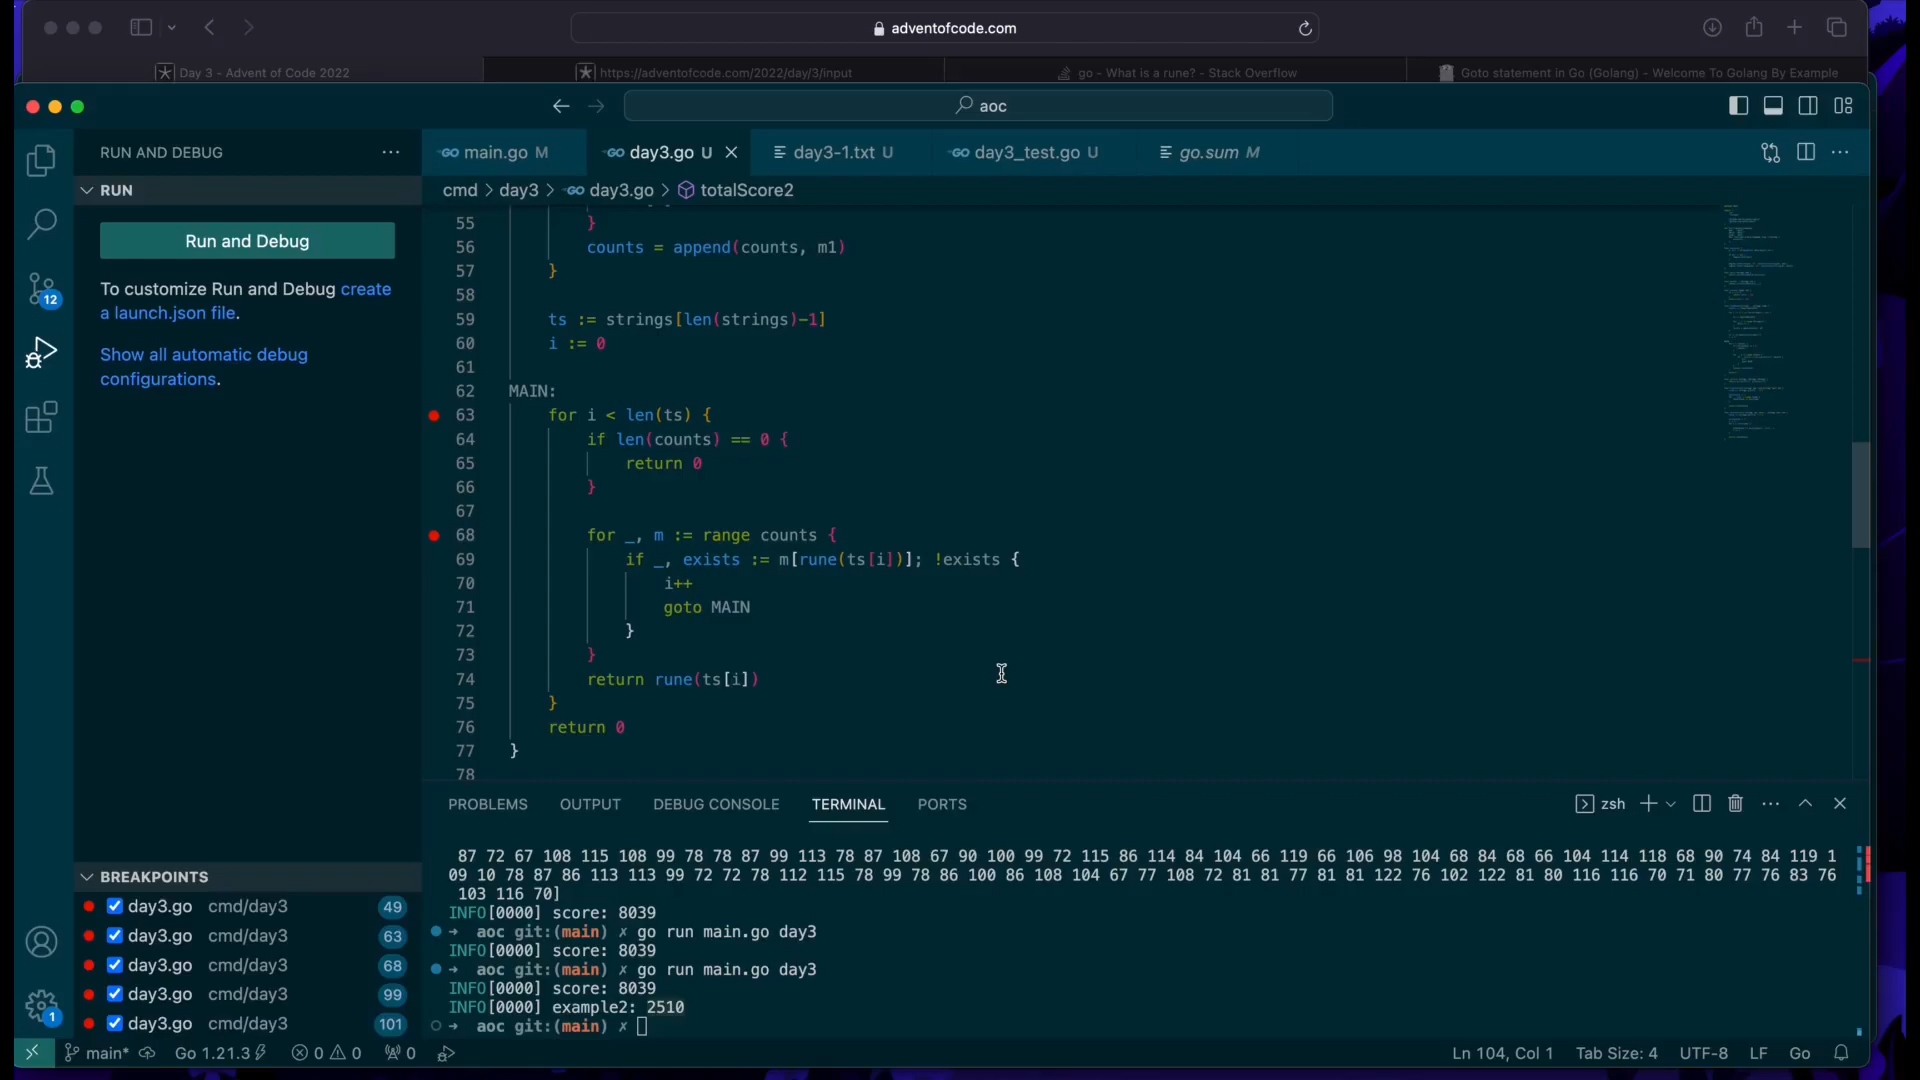 adventofcode.com
Day 3 - Advent of Code 2022
https://adventofcode.com/2022/day/3/input
go - What is a rune? - Stack Overflow
Goto statement in Go (Golang) - Welcome To Golang By Example
aoc
RUN AND DEBUG
main.go M
day3.go U
day3-1.txt U
day3_test.go U
go.sum M
RUN
cmd > day3 > day3.go > totalScore2
Run and Debug
To customize Run and Debug create
a launch.json file.
Show all automatic debug
configurations.
12
55 }
56 counts = append(counts, m1)
57 }
58
59 ts := strings[len(strings)-1]
60 i := 0
61
62 MAIN:
63 for i < len(ts) {
64 if len(counts) == 0 {
65 return 0
66 }
67
68 for _, m := range counts {
69 if _, exists := m[rune(ts[i])]; !exists {
70 i++
71 goto MAIN
72 }
73 }
74 return rune(ts[i])
75 }
76 return 0
77 }
78
PROBLEMS OUTPUT DEBUG CONSOLE TERMINAL PORTS
zsh
87 72 67 108 115 108 99 78 78 87 99 113 78 87 108 67 90 100 99 72 115 86 114 84 104 66 119 66 106 98 104 68 84 68 66 104 114 118 68 90 74 84 119 1
09 10 78 87 86 113 113 99 72 72 78 112 115 78 99 78 86 100 86 108 104 67 77 108 72 81 81 77 81 81 122 76 102 122 81 80 116 116 70 71 80 77 76 83 76
103 116 70]
INFO[0000] score: 8039
→ aoc git:(main) ✗ go run main.go day3
INFO[0000] score: 8039
→ aoc git:(main) ✗ go run main.go day3
INFO[0000] score: 8039
INFO[0000] example2: 2510
→ aoc git:(main) ✗
BREAKPOINTS
day3.go cmd/day3 49
day3.go cmd/day3 63
day3.go cmd/day3 68
day3.go cmd/day3 99
day3.go cmd/day3 101
1
main* Go 1.21.3 0 0 0
Ln 104, Col 1 Tab Size: 4 UTF-8 LF Go